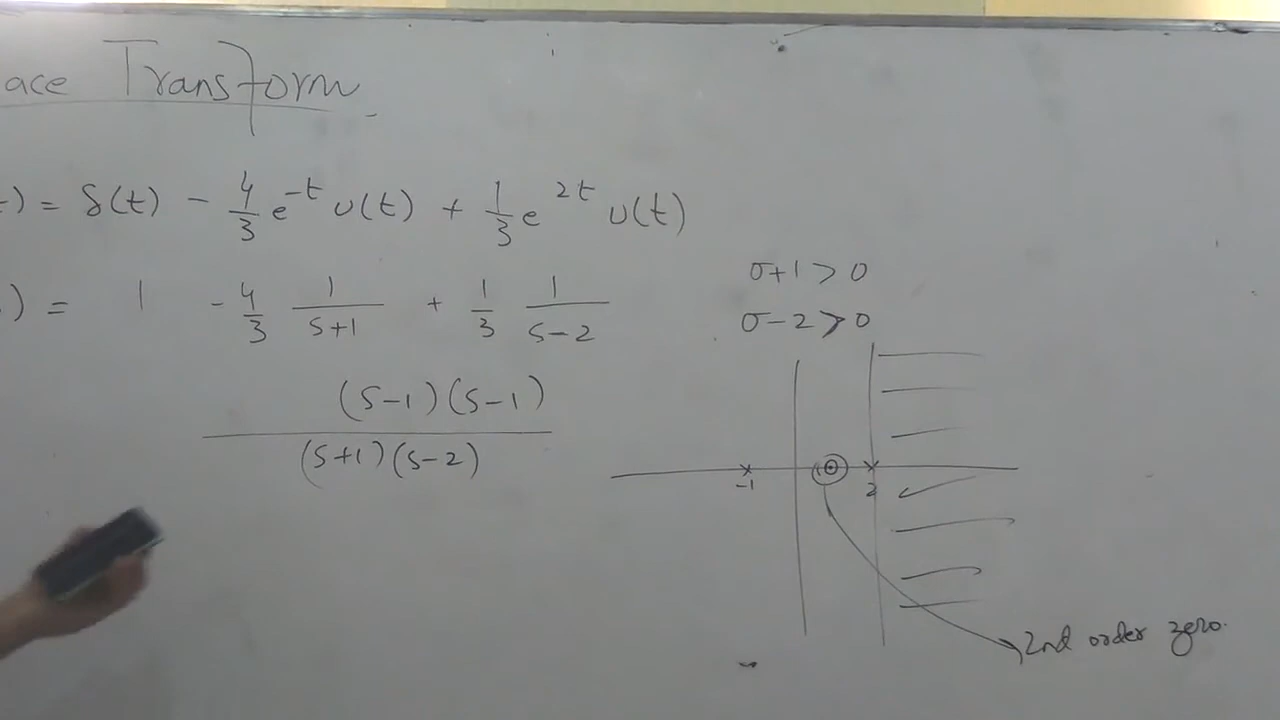 ace Transform
t) = δ(t) - 4/3 e^{-t} u(t) + 1/3 e^{2t} u(t)
) = 1 - 4/3 1/(s+1) + 1/3 1/(s-2)
σ+1 > 0
σ-2 > 0
(s-1)(s-1)
(s+1)(s-2)
-1 2
2nd order zero.